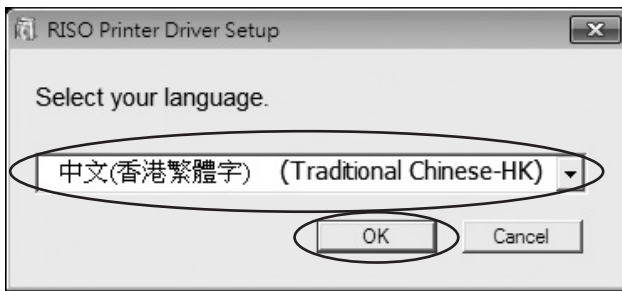 RISO Printer Driver Setup
Select your language.
中文(香港繁體字) (Traditional Chinese-HK)
OK Cancel